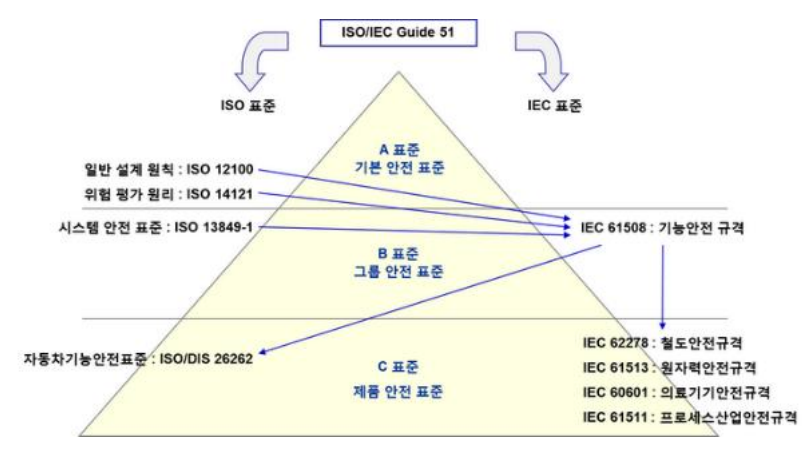 ISO/IEC Guide 51
ISO 표준
IEC 표준
A 표준
기본 안전 표준
일반 설계 원칙 : ISO 12100
위험 평가 원리 : ISO 14121
시스템 안전 표준 : ISO 13849-1
IEC 61508 : 기능안전 규격
B 표준
그룹 안전 표준
자동차기능안전표준 : ISO/DIS 26262
C 표준
제품 안전 표준
IEC 62278 : 철도안전규격
IEC 61513 : 원자력안전규격
IEC 60601 : 의료기기안전규격
IEC 61511 : 프로세스산업안전규격